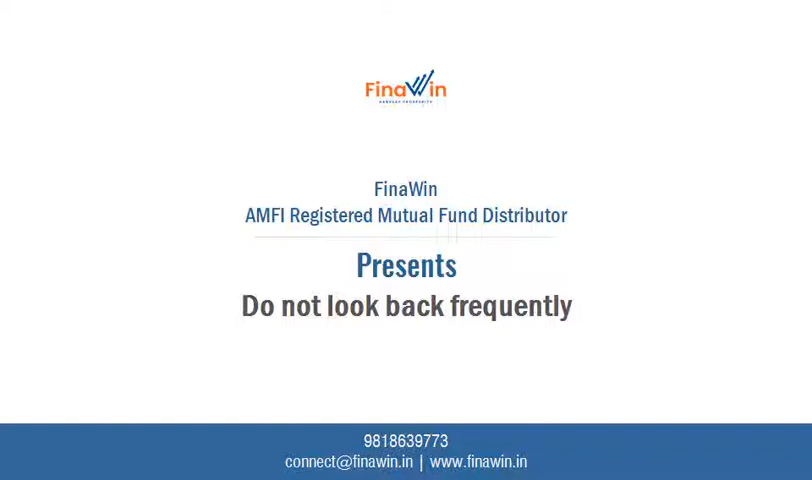 FinaWin
FinaWin
AMFI Registered Mutual Fund Distributor
Presents
Do not look back frequently
9818639773
connect@finawin.in | www.finawin.in